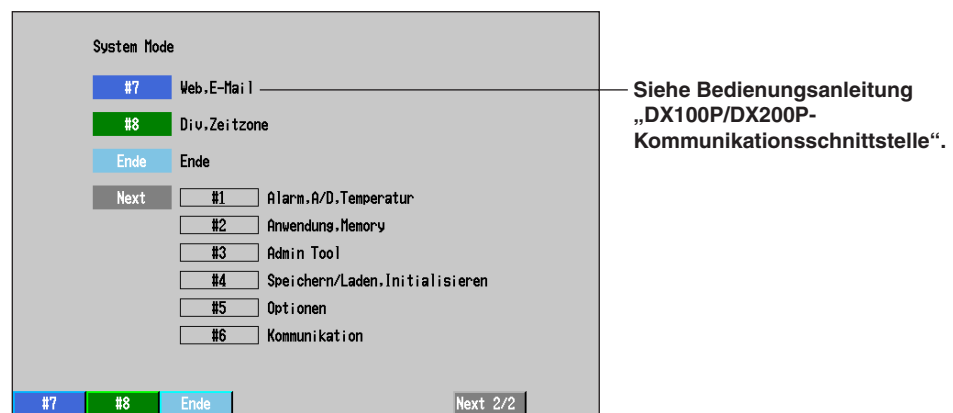 System Mode
#7 Web,E-Mail
Siehe Bedienungsanleitung
„DX100P/DX200P-
Kommunikationsschnittstelle“.
#8 Div.Zeitzone
Ende Ende
Next #1 Alarm,A/D,Temperatur
#2 Anwendung,Memory
#3 Admin Tool
#4 Speichern/Laden,Initialisieren
#5 Optionen
#6 Kommunikation
#7 #8 Ende Next 2/2